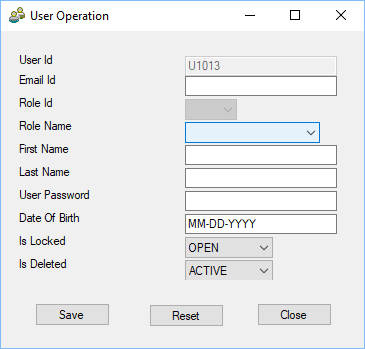 User Operation
User Id U1013
Email Id
Role Id
Role Name
First Name
Last Name
User Password
Date Of Birth MM-DD-YYYY
Is Locked OPEN
Is Deleted ACTIVE
Save Reset Close